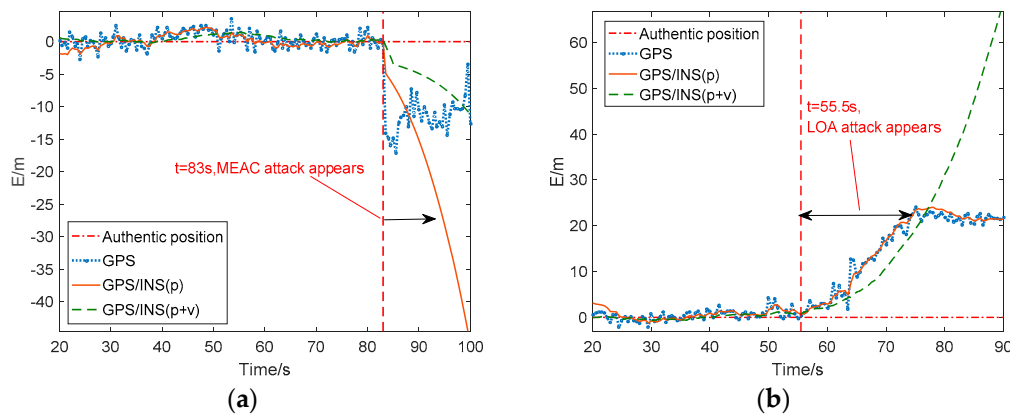 0
-5
-10
-15
-20
-25
-30
-35
-40
E/m
t=83s,MEAC attack appears
Authentic position
GPS
GPS/INS(p)
GPS/INS(p+v)
20 30 40 50 60 70 80 90 100
Time/s
(a)
60
50
40
30
20
10
0
E/m
Authentic position
GPS
GPS/INS(p)
GPS/INS(p+v)
t=55.5s,
LOA attack appears
20 30 40 50 60 70 80 90
Time/s
(b)